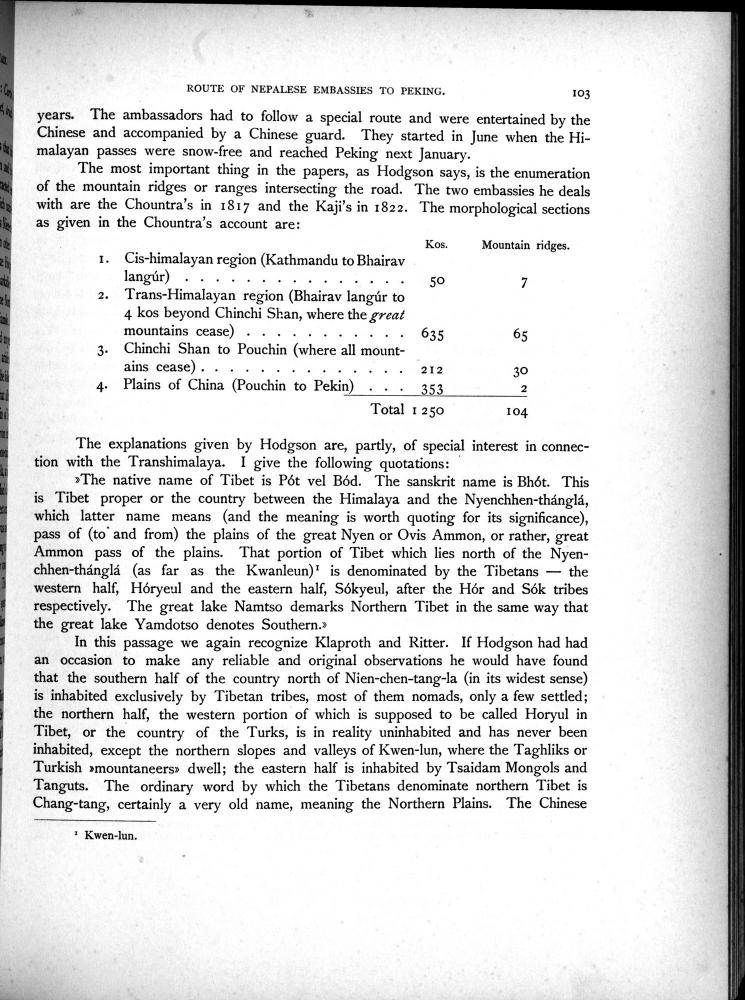 ROUTE OF NEPALESE EMBASSIES TO PEKING. 103
years. The ambassadors had to follow a special route and were entertained by the
Chinese and accompanied by a Chinese guard. They started in June when the Hi-
malayan passes were snow-free and reached Peking next January.
The most important thing in the papers, as Hodgson says, is the enumeration
of the mountain ridges or ranges intersecting the road. The two embassies he deals
with are the Chountra's in 1817 and the Kaji's in 1822. The morphological sections
as given in the Chountra's account are:
Kos. Mountain ridges.
1. Cis-himalayan region (Kathmandu to Bhairav
langúr) . . . . . . . . . . . . . . . 50 7
2. Trans-Himalayan region (Bhairav langúr to
4 kos beyond Chinchi Shan, where the great
mountains cease) . . . . . . . . . . . 635 65
3. Chinchi Shan to Pouchin (where all mount-
ains cease) . . . . . . . . . . . . . . 212 30
4. Plains of China (Pouchin to Pekin) . . . 353 2
Total 1 250 104
The explanations given by Hodgson are, partly, of special interest in connec-
tion with the Transhimalaya. I give the following quotations:
»The native name of Tibet is Pót vel Bód. The sanskrit name is Bhót. This
is Tibet proper or the country between the Himalaya and the Nyenchhen-thánglá,
which latter name means (and the meaning is worth quoting for its significance),
pass of (to and from) the plains of the great Nyen or Ovis Ammon, or rather, great
Ammon pass of the plains. That portion of Tibet which lies north of the Nyen-
chhen-thánglá (as far as the Kwanleun)¹ is denominated by the Tibetans — the
western half, Hóryeul and the eastern half, Sókyeul, after the Hór and Sók tribes
respectively. The great lake Namtso demarks Northern Tibet in the same way that
the great lake Yamdotso denotes Southern.»
In this passage we again recognize Klaproth and Ritter. If Hodgson had had
an occasion to make any reliable and original observations he would have found
that the southern half of the country north of Nien-chen-tang-la (in its widest sense)
is inhabited exclusively by Tibetan tribes, most of them nomads, only a few settled;
the northern half, the western portion of which is supposed to be called Horyul in
Tibet, or the country of the Turks, is in reality uninhabited and has never been
inhabited, except the northern slopes and valleys of Kwen-lun, where the Taghliks or
Turkish »mountaneers» dwell; the eastern half is inhabited by Tsaidam Mongols and
Tanguts. The ordinary word by which the Tibetans denominate northern Tibet is
Chang-tang, certainly a very old name, meaning the Northern Plains. The Chinese
¹ Kwen-lun.